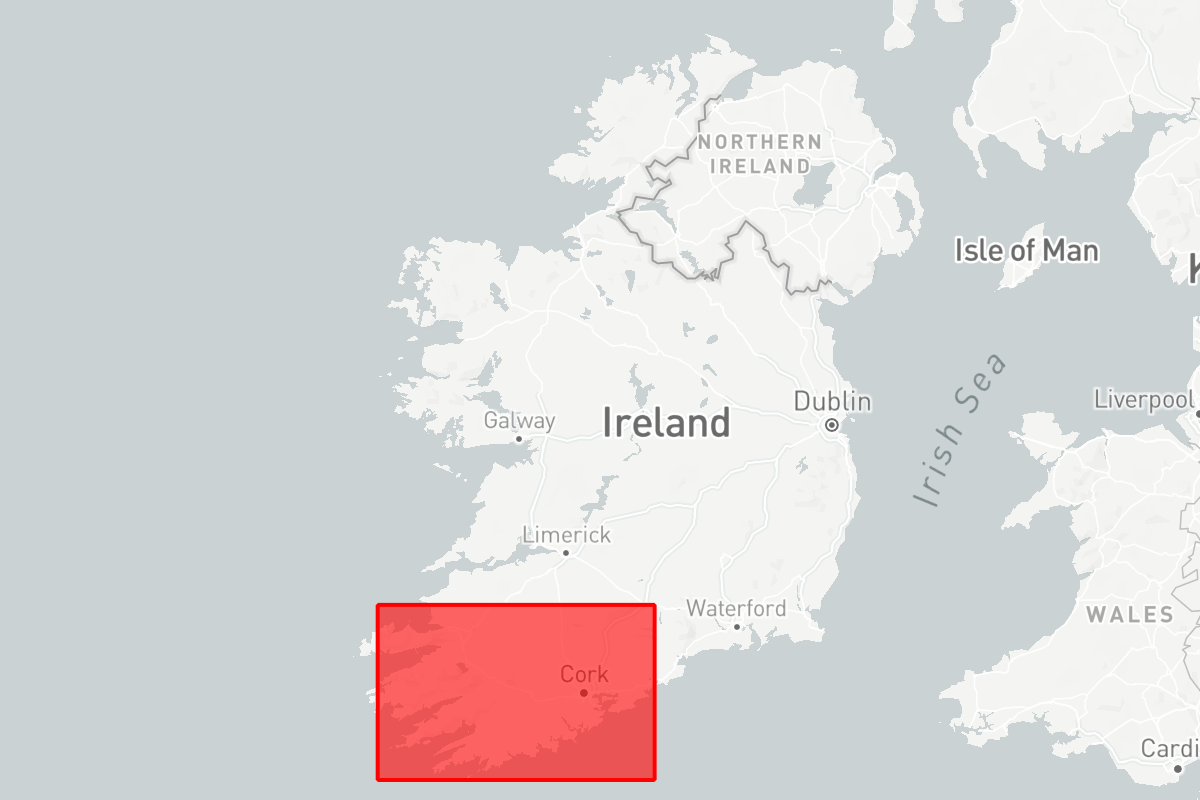 NORTHERN
IRELAND
Isle of Man
K
Irish Sea
Liverpool
Dublin
Galway
Ireland
Limerick
Waterford
WALES
Cork
Cardi